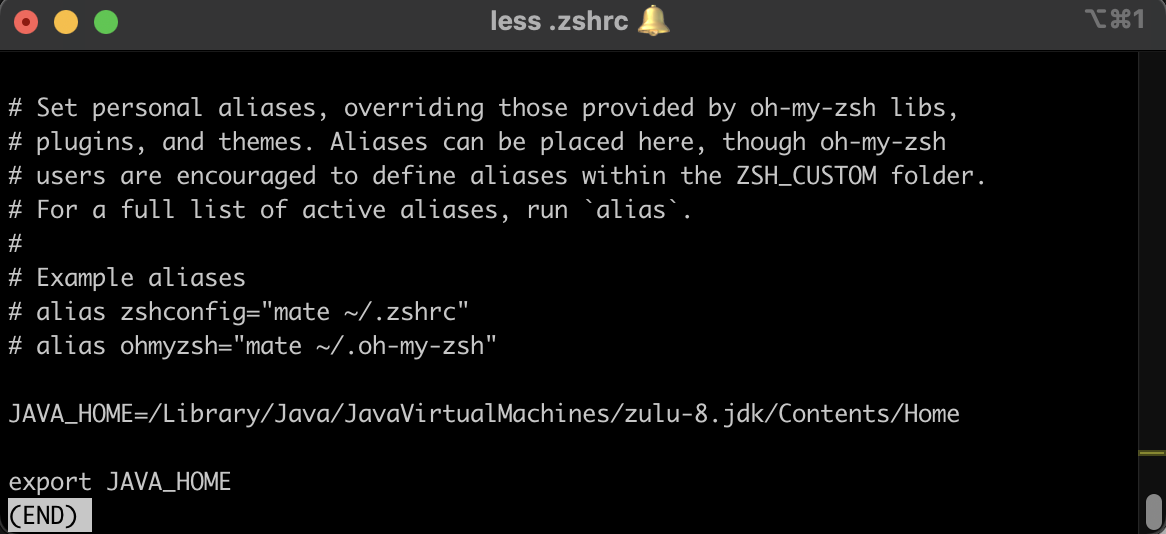 less .zshrc 🔔
⌥⌘1
# Set personal aliases, overriding those provided by oh-my-zsh libs,
# plugins, and themes. Aliases can be placed here, though oh-my-zsh
# users are encouraged to define aliases within the ZSH_CUSTOM folder.
# For a full list of active aliases, run `alias`.
#
# Example aliases
# alias zshconfig="mate ~/.zshrc"
# alias ohmyzsh="mate ~/.oh-my-zsh"
JAVA_HOME=/Library/Java/JavaVirtualMachines/zulu-8.jdk/Contents/Home
export JAVA_HOME
(END)